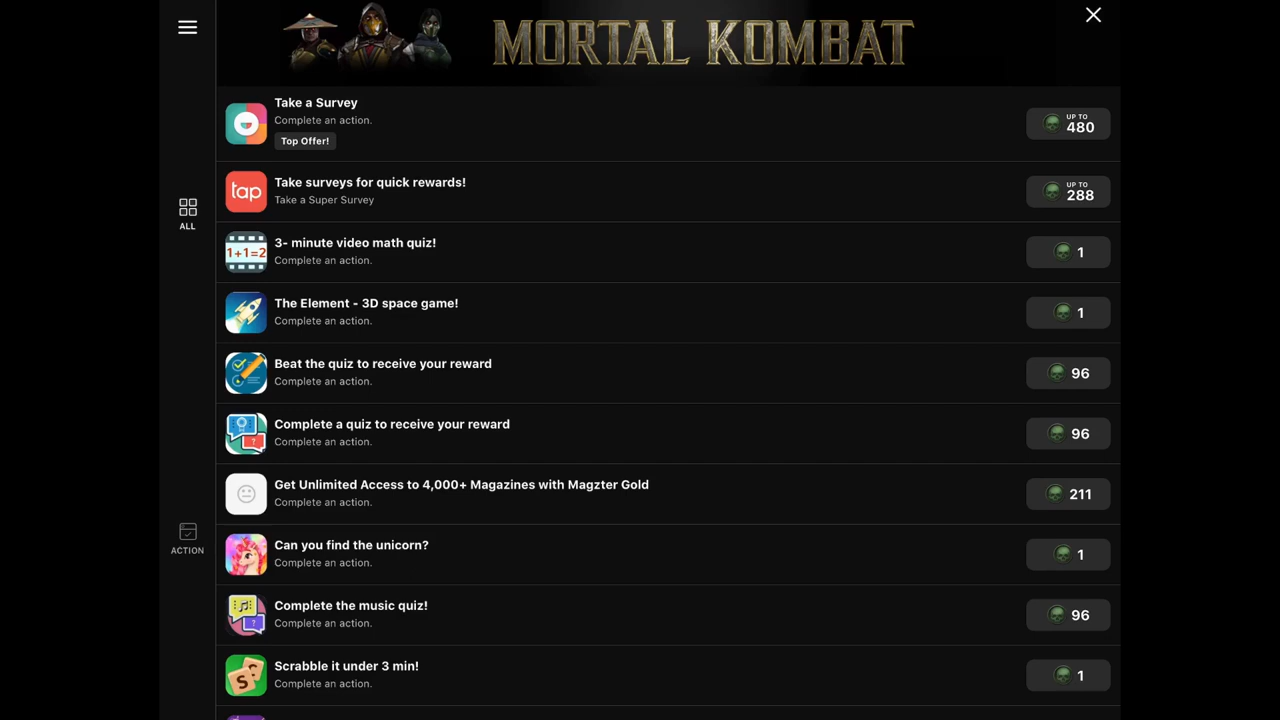 MORTAL KOMBAT
ALL
ACTION
Take a Survey
Complete an action.
Top Offer!
UP TO
480
tap
Take surveys for quick rewards!
Take a Super Survey
UP TO
288
1+1=2
3- minute video math quiz!
Complete an action.
1
The Element - 3D space game!
Complete an action.
1
Beat the quiz to receive your reward
Complete an action.
96
?
Complete a quiz to receive your reward
Complete an action.
96
Get Unlimited Access to 4,000+ Magazines with Magzter Gold
Complete an action.
211
Can you find the unicorn?
Complete an action.
1
?
Complete the music quiz!
Complete an action.
96
S
Scrabble it under 3 min!
Complete an action.
1